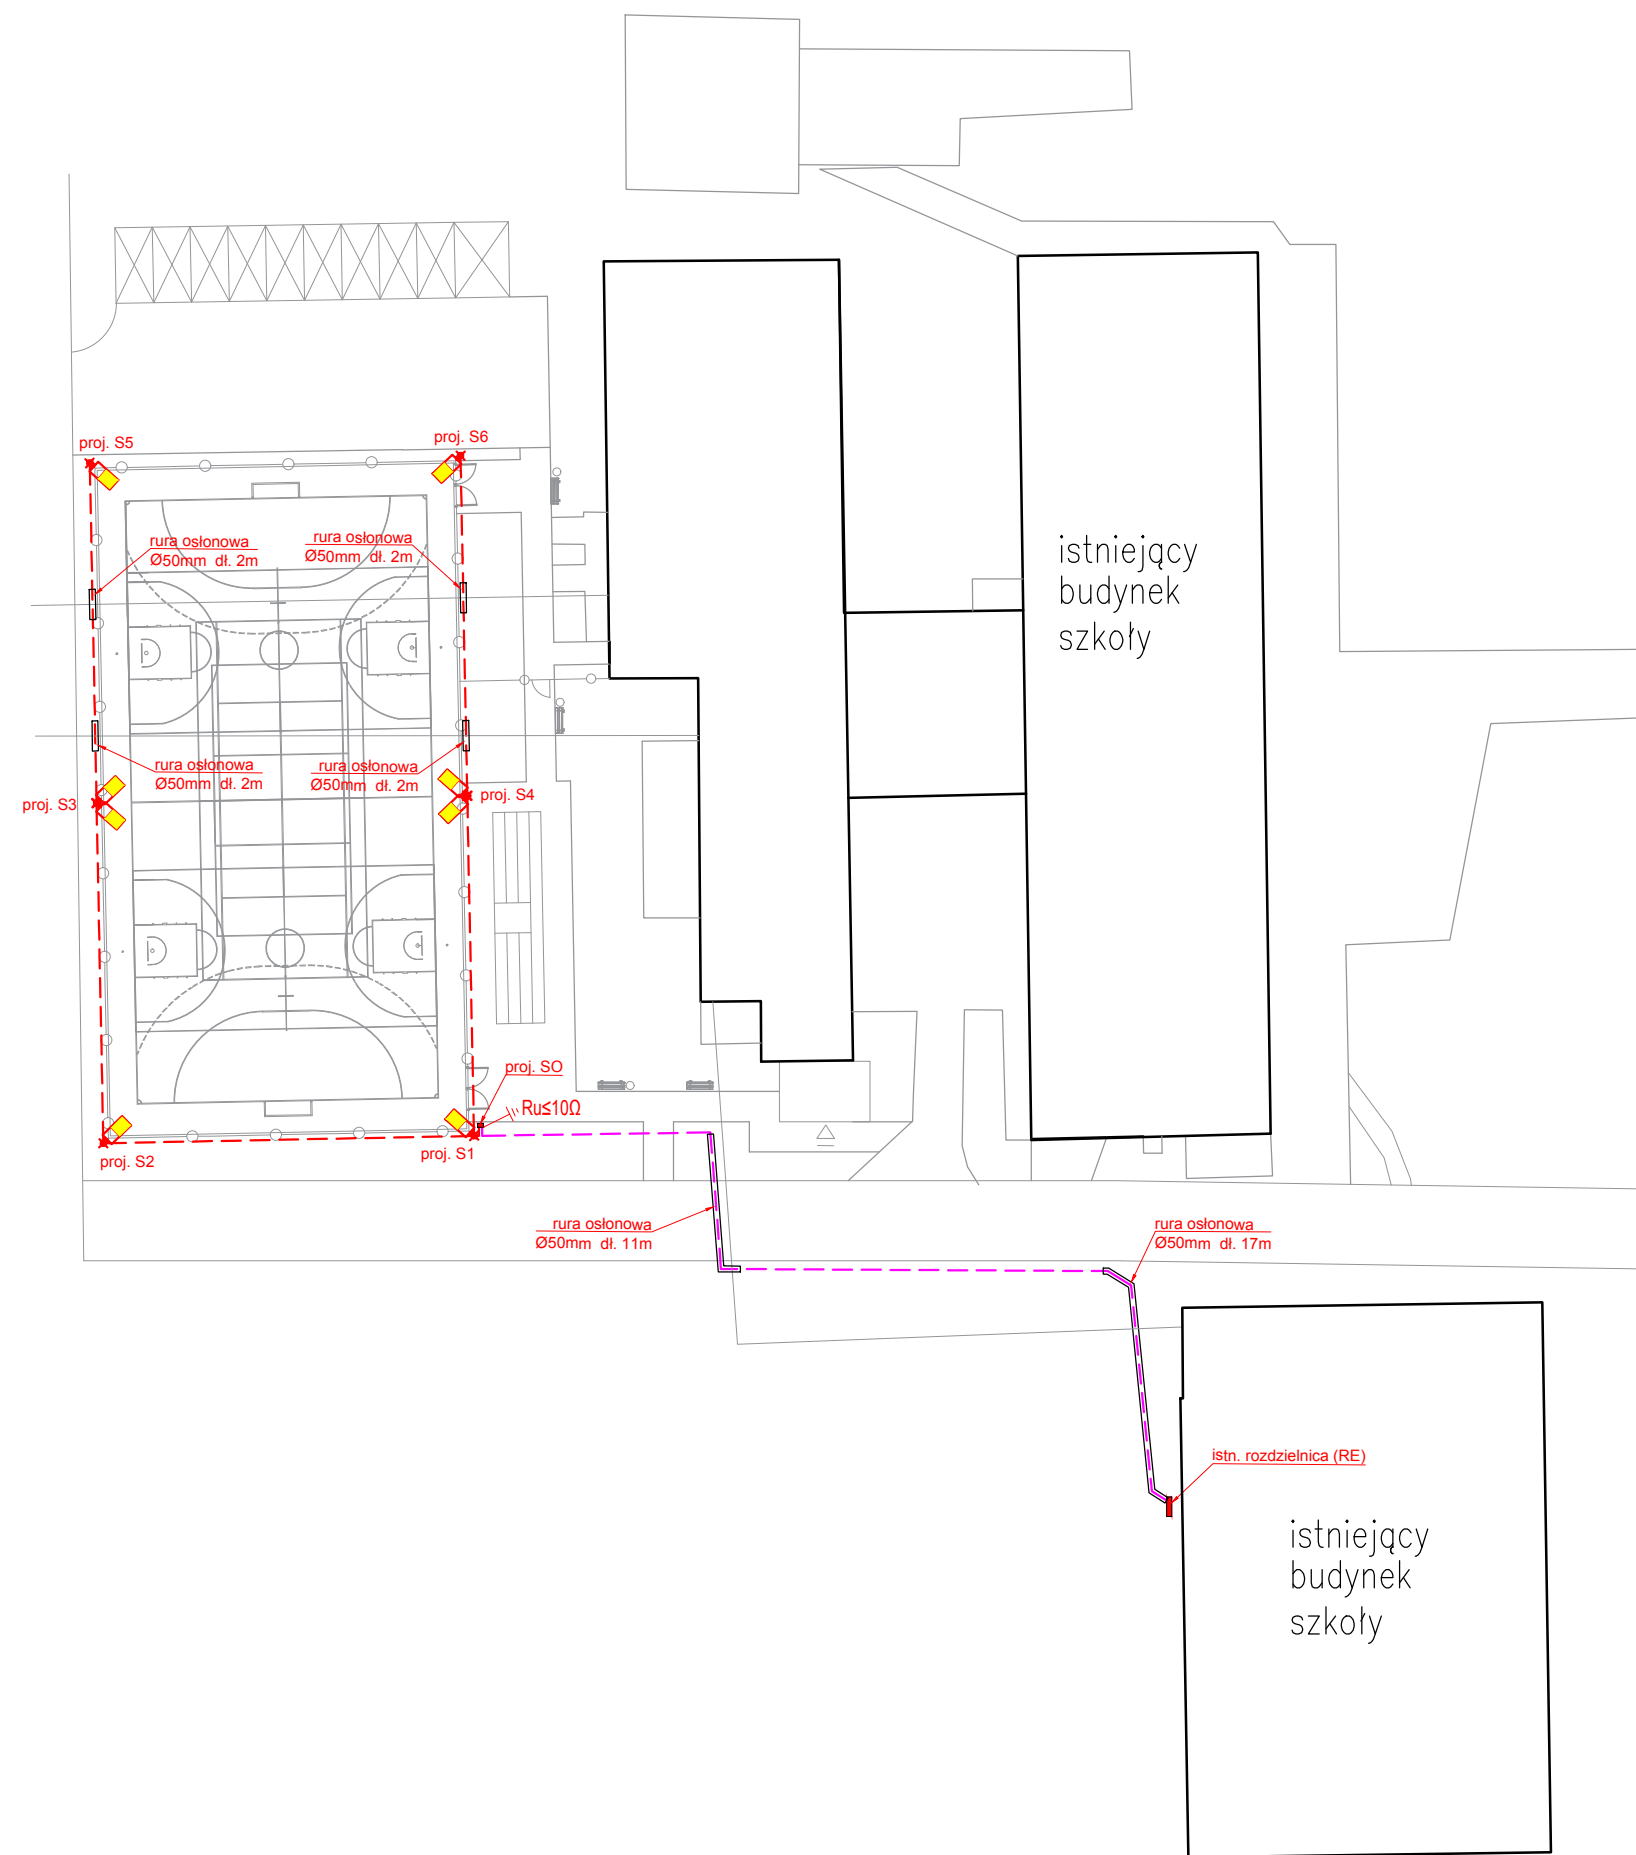 proj. S5
proj. S6
rura osłonowa
Ø50mm dł. 2m
rura osłonowa
Ø50mm dł. 2m
istniejący
budynek
szkoły
rura osłonowa
Ø50mm dł. 2m
rura osłonowa
Ø50mm dł. 2m
proj. S3
proj. S4
proj. SO
Ru≤10Ω
proj. S2
proj. S1
rura osłonowa
Ø50mm dł. 11m
rura osłonowa
Ø50mm dł. 17m
istn. rozdzielnica (RE)
istniejący
budynek
szkoły